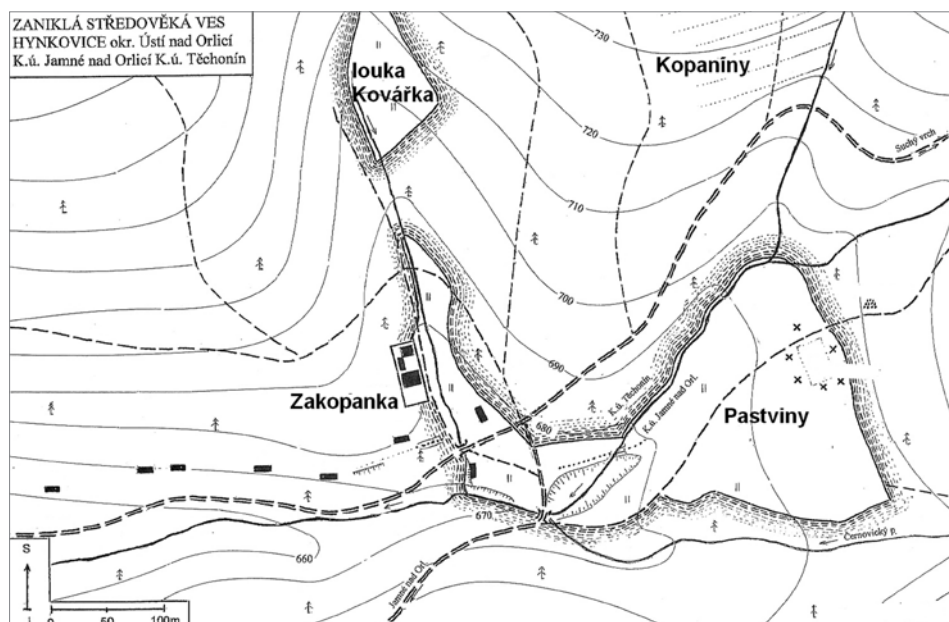 ZANIKLÁ STŘEDOVĚKÁ VES
HYNKOVICE okr. Ústí nad Orlicí
K.ú. Jamné nad Orlicí K.ú. Těchonín
730
louka
Kovářka
Kopaniny
720
Suchý vrch
710
700
690
Zakopanka
680
K.ú. Těchonín
K.ú. Jamné nad Orl.
Pastviny
670
660
Černovický p.
Jamné nad Orl.
S
0 50 100m